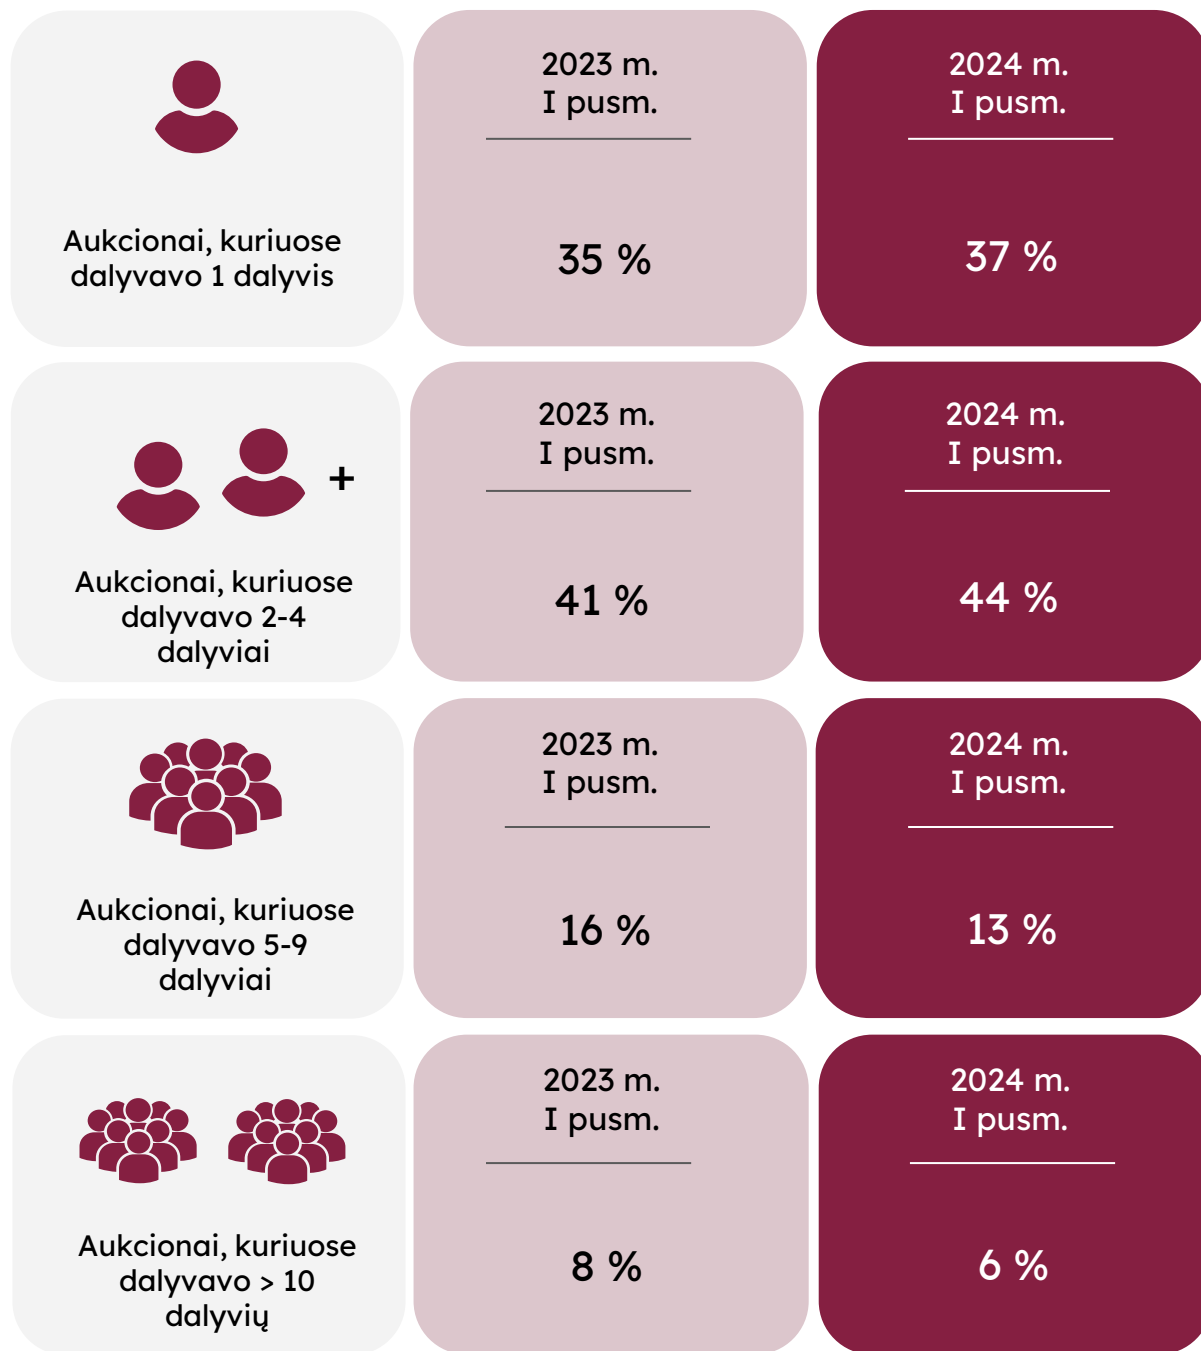 2023 m.
I pusm.
2024 m.
I pusm.
Aukcionai, kuriuose
dalyvavo 1 dalyvis
35 %
37 %
2023 m.
I pusm.
2024 m.
I pusm.
+
Aukcionai, kuriuose
dalyvavo 2-4
dalyviai
41 %
44 %
2023 m.
I pusm.
2024 m.
I pusm.
Aukcionai, kuriuose
dalyvavo 5-9
dalyviai
16 %
13 %
2023 m.
I pusm.
2024 m.
I pusm.
Aukcionai, kuriuose
dalyvavo > 10
dalyvių
8 %
6 %